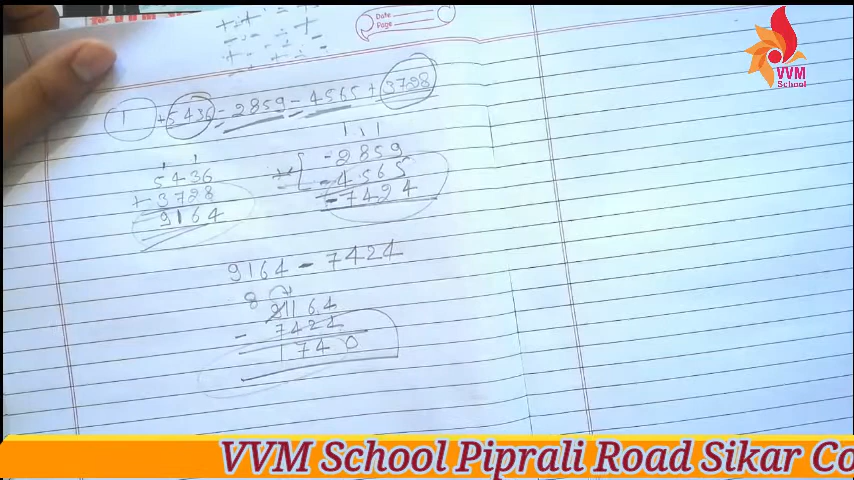 + ÷ - ÷ +
- - ÷ -
+ - ÷ -
Date
Page
1 +5436 - 2859 - 4565 + 3728
5436
+ 3728
9164
- 2859
- 4565
- 7424
9164 - 7424
8 11
9164
- 7424
1740
VVM
School
VVM School Piprali Road Sikar Co